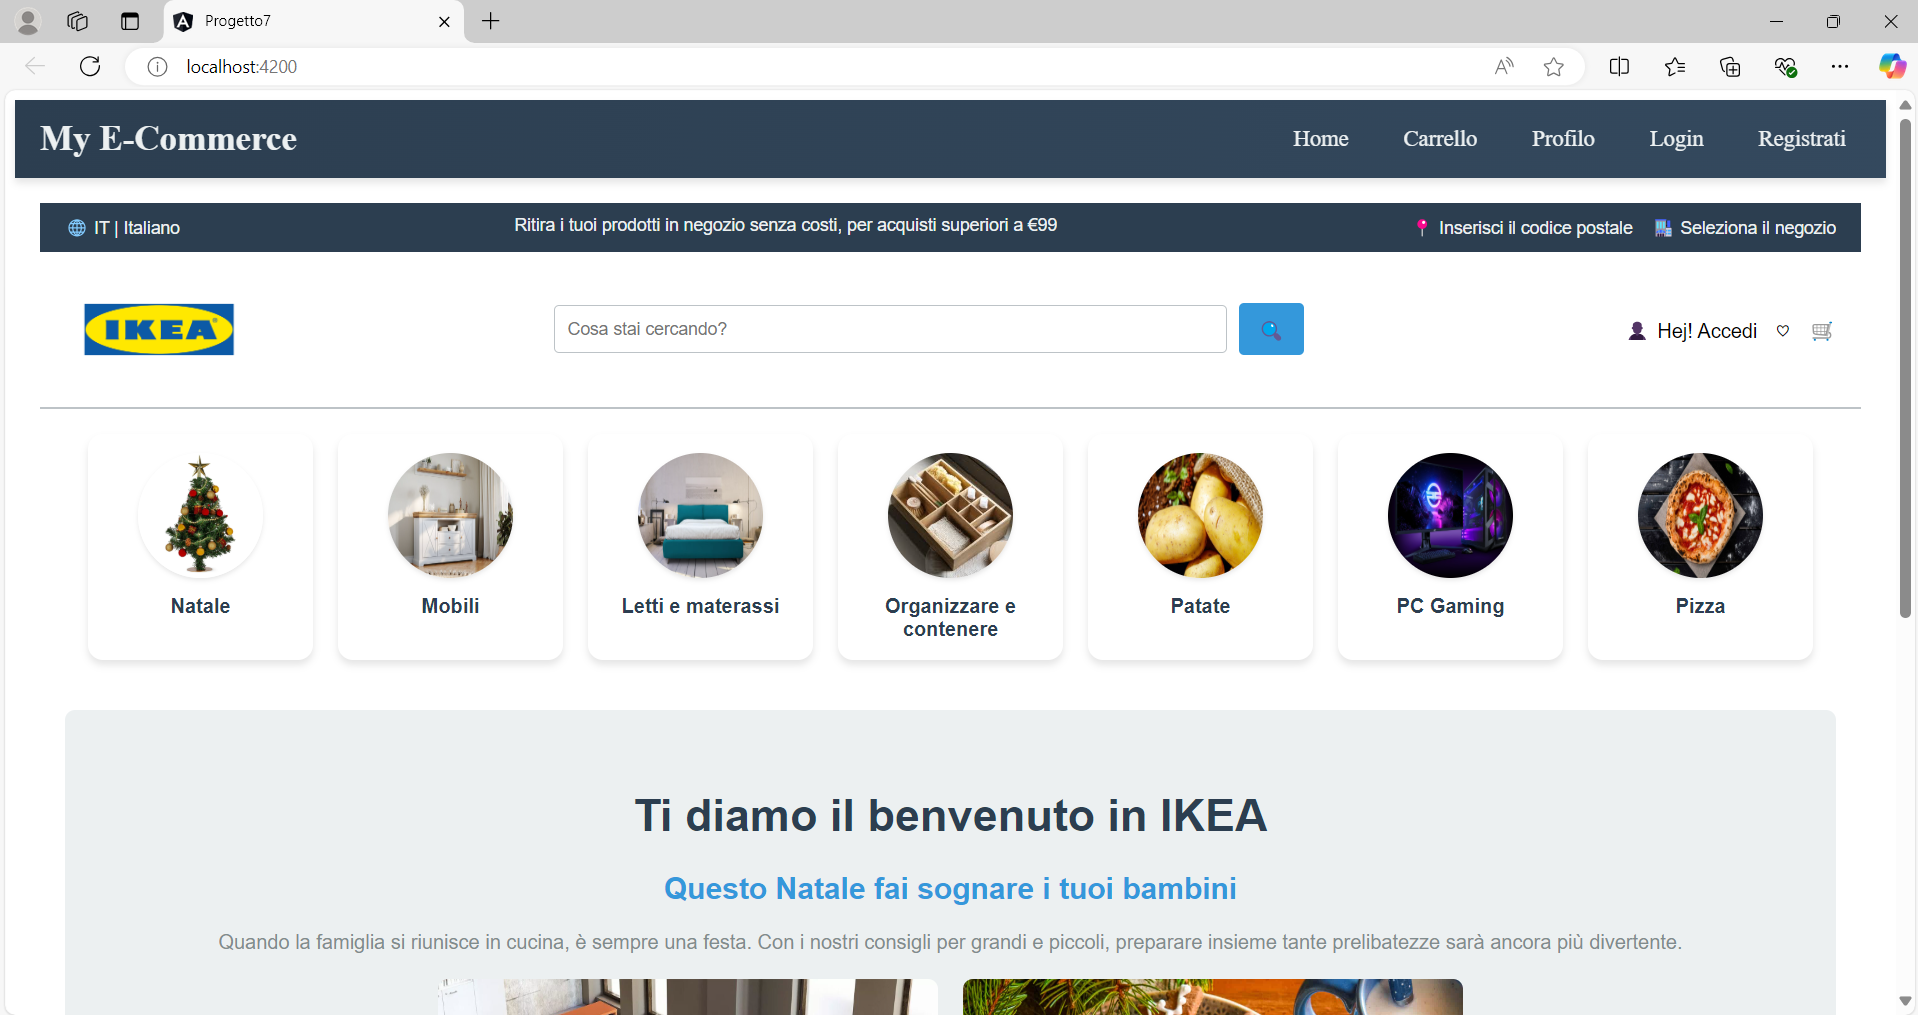 Progetto7
localhost:4200
My E-Commerce
Home
Carrello
Profilo
Login
Registrati
IT | Italiano
Ritira i tuoi prodotti in negozio senza costi, per acquisti superiori a €99
Inserisci il codice postale
Seleziona il negozio
IKEA
Cosa stai cercando?
Hej! Accedi
Natale
Mobili
Letti e materassi
Organizzare e
contenere
Patate
PC Gaming
Pizza
Ti diamo il benvenuto in IKEA
Questo Natale fai sognare i tuoi bambini
Quando la famiglia si riunisce in cucina, è sempre una festa. Con i nostri consigli per grandi e piccoli, preparare insieme tante prelibatezze sarà ancora più divertente.